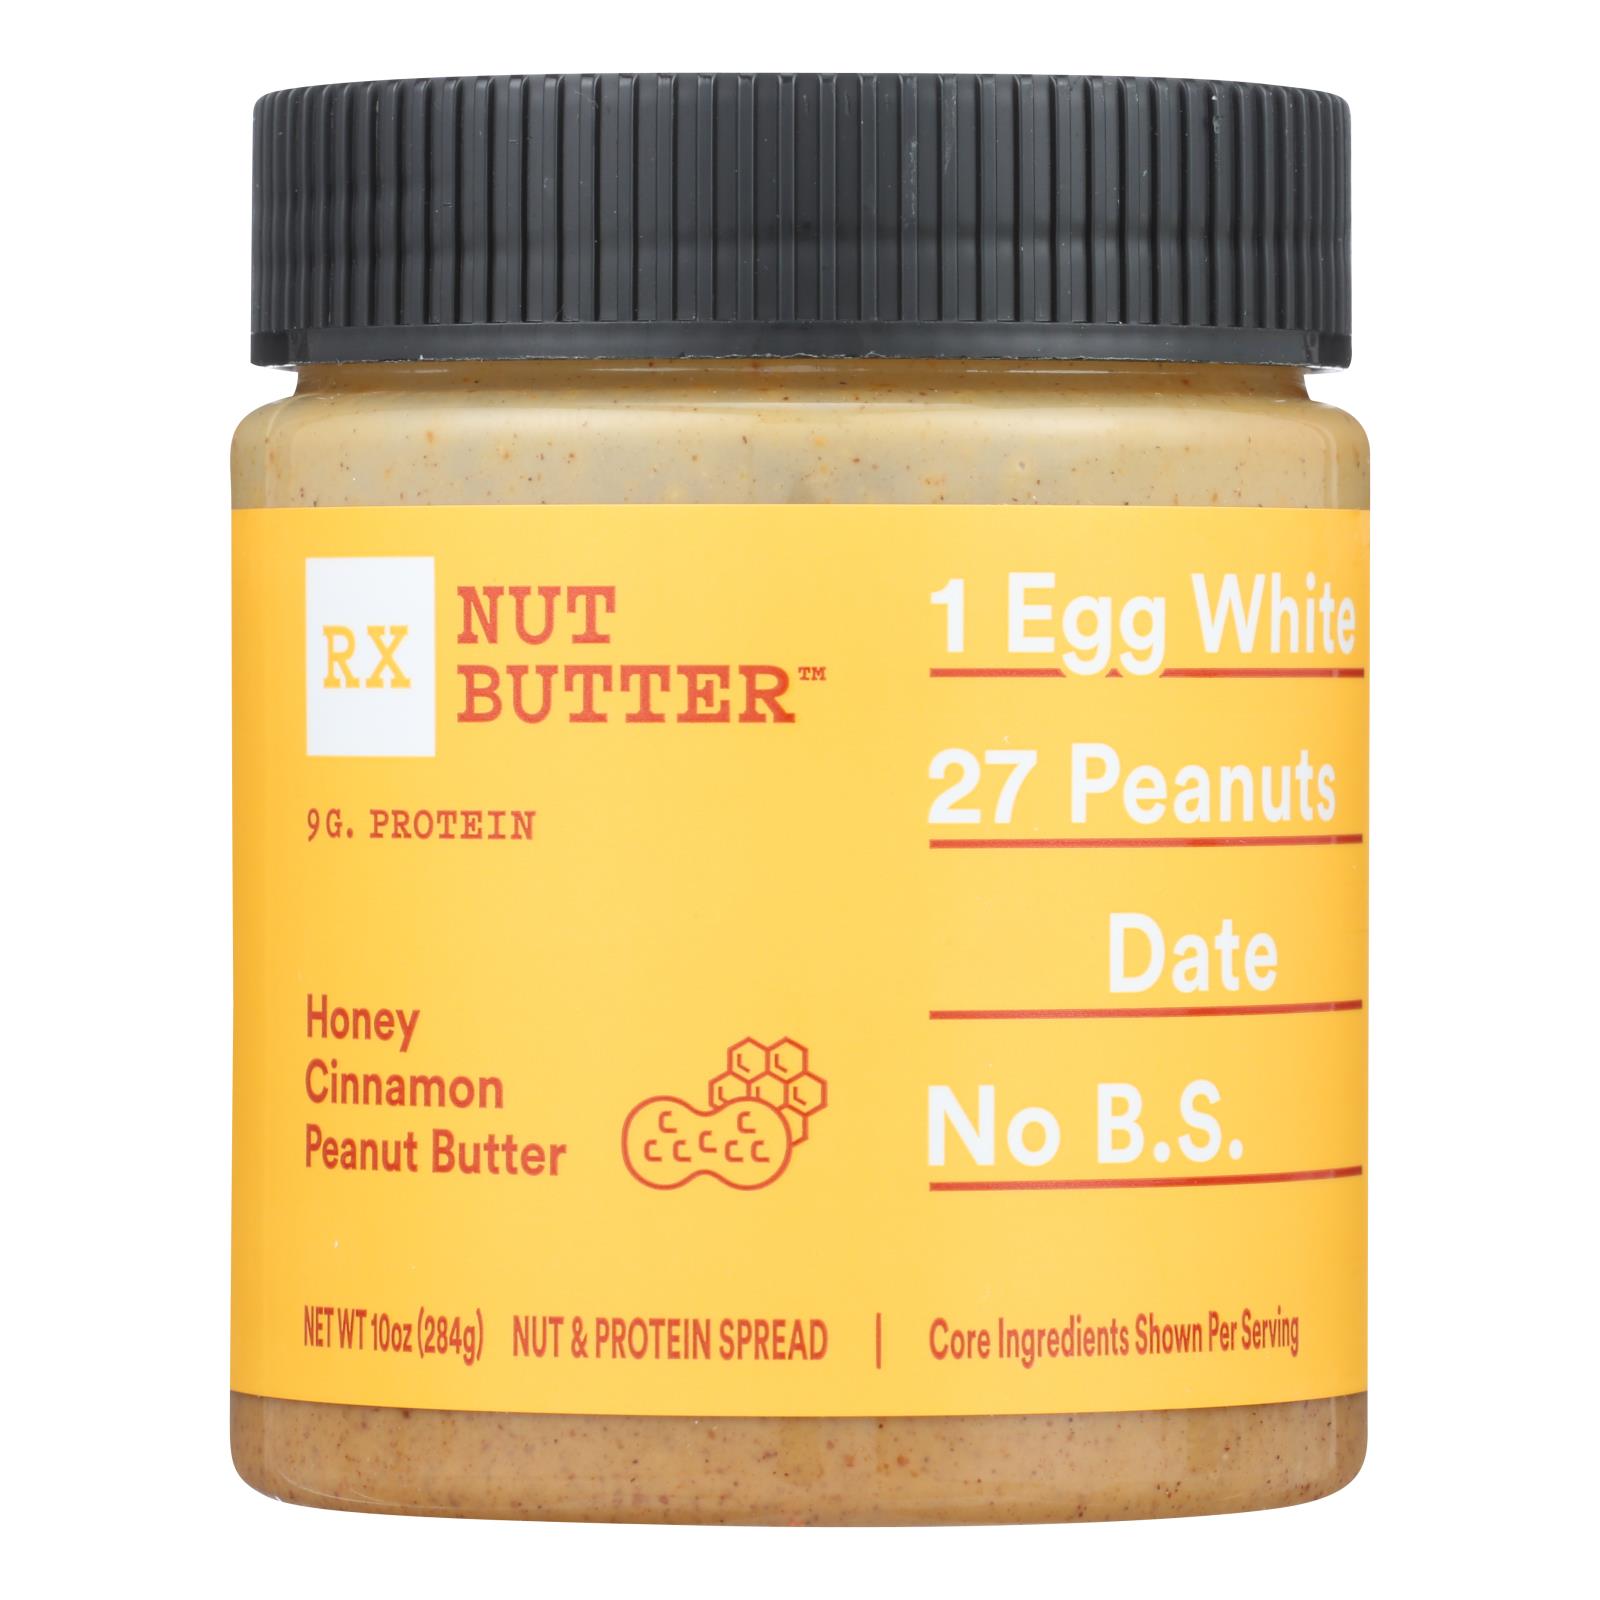 RX
NUT
BUTTER™
9G. PROTEIN
Honey
Cinnamon
Peanut Butter
1 Egg White
27 Peanuts
Date
No B.S.
NET WT 10oz (284g) NUT & PROTEIN SPREAD | Core Ingredients Shown Per Serving